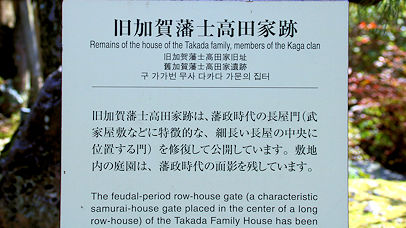 旧加賀藩士高田家跡
Remains of the house of the Takada family, members of the Kaga clan
旧加贺藩士高田家旧址
舊加賀藩士高田家遺跡
구 가가번 무사 다카다 가문의 집터
旧加賀藩士高田家跡は、藩政時代の長屋門（武
家屋敷などに特徴的な、細長い長屋の中央に
位置する門）を修復して公開しています。敷地
内の庭園は、藩政時代の面影を残しています。
The feudal-period row-house gate (a characteristic
samurai-house gate placed in the center of a long
row-house) of the Takada Family House has been